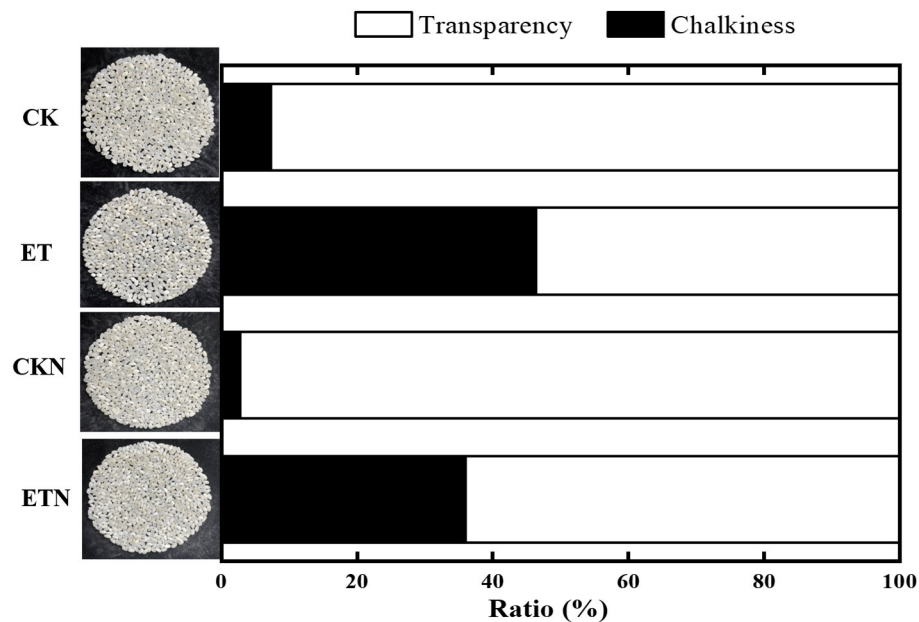 Transparency Chalkiness
CK
ET
CKN
ETN
0 20 40 60 80 100
Ratio (%)